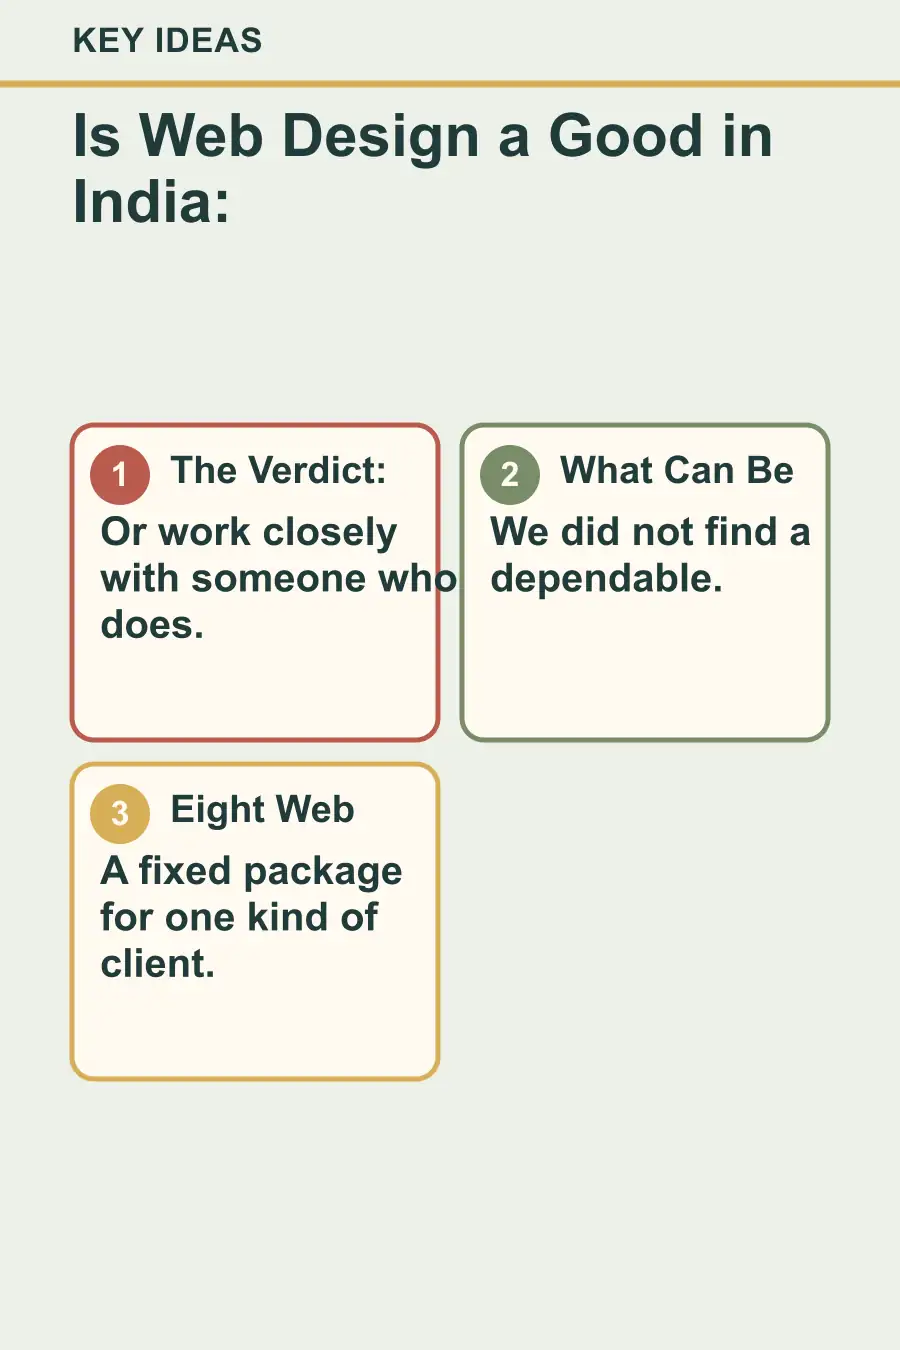 KEY IDEAS
Is Web Design a Good in
India:
1 The Verdict:
Or work closely
with someone who
does.
2 What Can Be
We did not find a
dependable.
3 Eight Web
A fixed package
for one kind of
client.